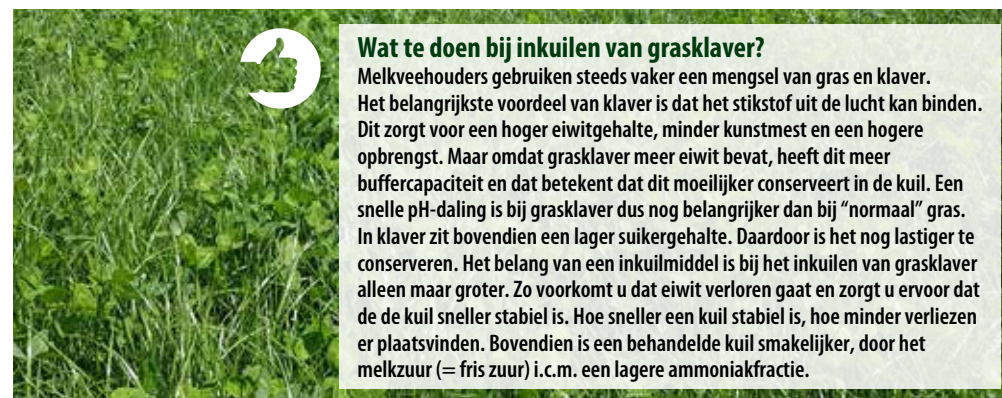 Wat te doen bij inkuilen van grasklaver?
Melkveehouders gebruiken steeds vaker een mengsel van gras en klaver.
Het belangrijkste voordeel van klaver is dat het stikstof uit de lucht kan binden.
Dit zorgt voor een hoger eiwitgehalte, minder kunstmest en een hogere
opbrengst. Maar omdat grasklaver meer eiwit bevat, heeft dit meer
buffercapaciteit en dat betekent dat dit moeilijker conserveert in de kuil. Een
snelle pH-daling is bij grasklaver dus nog belangrijker dan bij “normaal” gras.
In klaver zit bovendien een lager suikergehalte. Daardoor is het nog lastiger te
conserveren. Het belang van een inkuilmiddel is bij het inkuilen van grasklaver
alleen maar groter. Zo voorkomt u dat eiwit verloren gaat en zorgt u ervoor dat
de de kuil sneller stabiel is. Hoe sneller een kuil stabiel is, hoe minder verliezen
er plaatsvinden. Bovendien is een behandelde kuil smakelijker, door het
melkzuur (= fris zuur) i.c.m. een lagere ammoniakfractie.